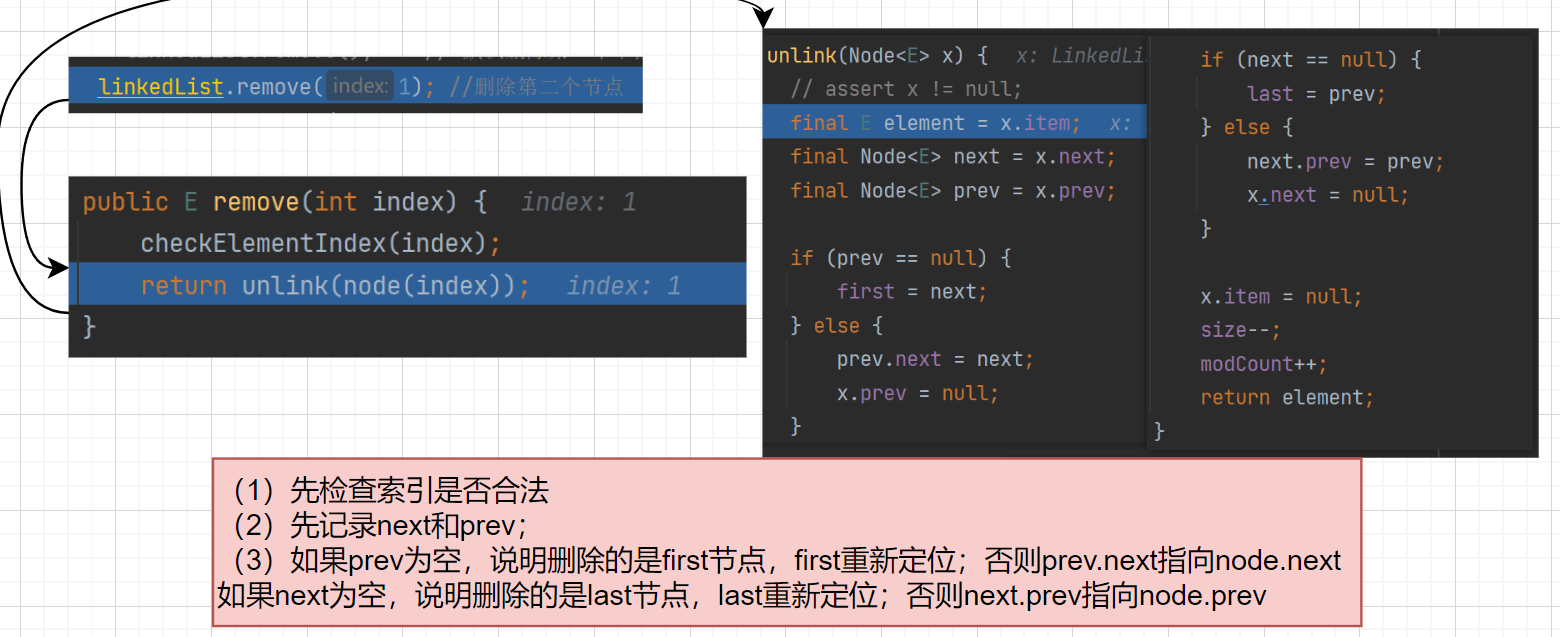 linkedList.remove( index: 1); //删除第二个节点
public E remove(int index) { index: 1
checkElementIndex(index);
return unlink(node(index)); index: 1
}
unlink(Node<E> x) { x: LinkedLi
// assert x != null;
final E element = x.item; x:
final Node<E> next = x.next;
final Node<E> prev = x.prev;
if (prev == null) {
first = next;
} else {
prev.next = next;
x.prev = null;
}
if (next == null) {
last = prev;
} else {
next.prev = prev;
x.next = null;
}
x.item = null;
size--;
modCount++;
return element;
}
（1）先检查索引是否合法
（2）先记录next和prev；
（3）如果prev为空，说明删除的是first节点，first重新定位；否则prev.next指向node.next
如果next为空，说明删除的是last节点，last重新定位；否则next.prev指向node.prev